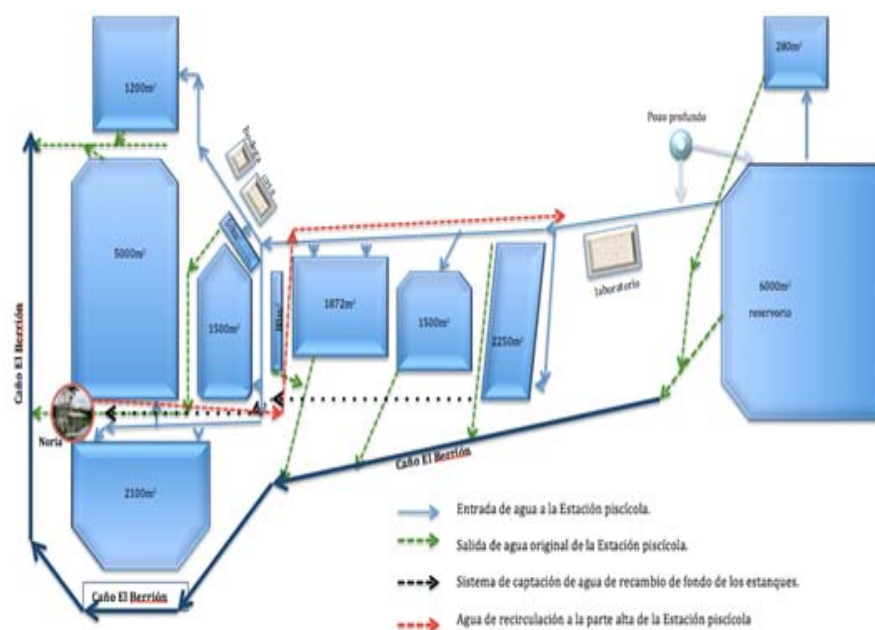 1200m²
280m²
Pozo profundo
5000m²
1500m²
1872m²
1500m²
2250m²
laboratorio
6000m²
reservorio
Caño El Berrión
Noria
2100m²
Caño El Berrión
Caño El Berrión
Entrada de agua a la Estación piscícola.
Salida de agua original de la Estación piscícola.
Sistema de captación de agua de recambio de fondo de los estanques.
Agua de recirculación a la parte alta de la Estación piscícola